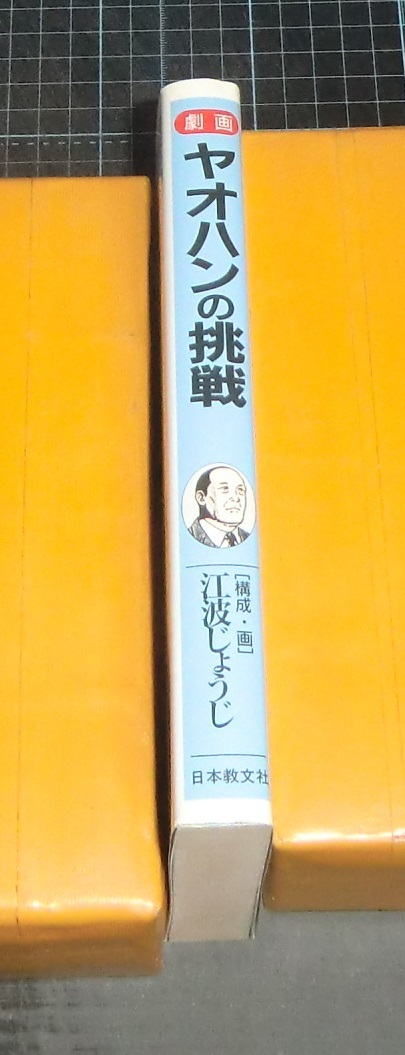 劇画
ヤオハンの挑戦
[構成・画]
江波じょうじ
日本教文社